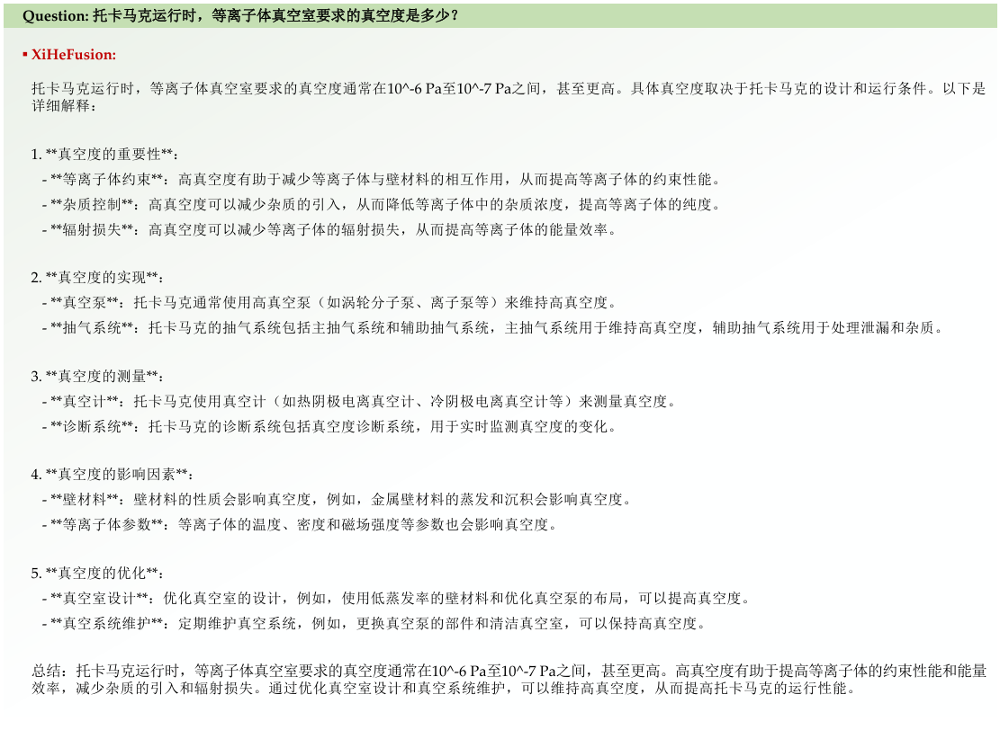 Question: 托卡马克运行时，等离子体真空室要求的真空度是多少？
▪ XiHeFusion:
托卡马克运行时，等离子体真空室要求的真空度通常在10^-6 Pa至10^-7 Pa之间，甚至更高。具体真空度取决于托卡马克的设计和运行条件。以下是
详细解释：
1. **真空度的重要性**：
- **等离子体约束**：高真空度有助于减少等离子体与壁材料的相互作用，从而提高等离子体的约束性能。
- **杂质控制**：高真空度可以减少杂质的引入，从而降低等离子体中的杂质浓度，提高等离子体的纯度。
- **辐射损失**：高真空度可以减少等离子体的辐射损失，从而提高等离子体的能量效率。
2. **真空度的实现**：
- **真空泵**：托卡马克通常使用高真空泵（如涡轮分子泵、离子泵等）来维持高真空度。
- **抽气系统**：托卡马克的抽气系统包括主抽气系统和辅助抽气系统，主抽气系统用于维持高真空度，辅助抽气系统用于处理泄漏和杂质。
3. **真空度的测量**：
- **真空计**：托卡马克使用真空计（如热阴极电离真空计、冷阴极电离真空计等）来测量真空度。
- **诊断系统**：托卡马克的诊断系统包括真空度诊断系统，用于实时监测真空度的变化。
4. **真空度的影响因素**：
- **壁材料**：壁材料的性质会影响真空度，例如，金属壁材料的蒸发和沉积会影响真空度。
- **等离子体参数**：等离子体的温度、密度和磁场强度等参数也会影响真空度。
5. **真空度的优化**：
- **真空室设计**：优化真空室的设计，例如，使用低蒸发率的壁材料和优化真空泵的布局，可以提高真空度。
- **真空系统维护**：定期维护真空系统，例如，更换真空泵的部件和清洁真空室，可以保持高真空度。
总结：托卡马克运行时，等离子体真空室要求的真空度通常在10^-6 Pa至10^-7 Pa之间，甚至更高。高真空度有助于提高等离子体的约束性能和能量
效率，减少杂质的引入和辐射损失。通过优化真空室设计和真空系统维护，可以维持高真空度，从而提高托卡马克的运行性能。